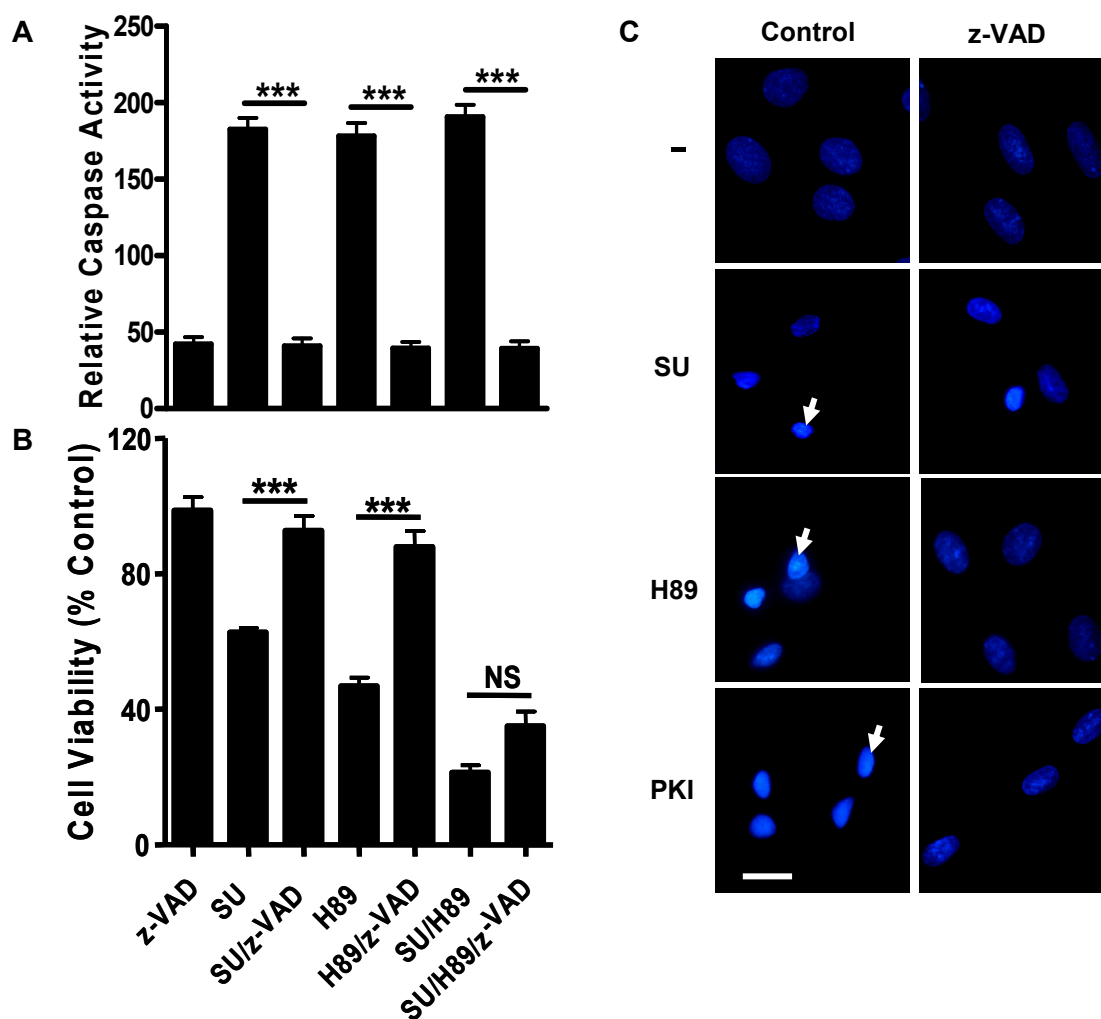 A
Relative Caspase Activity
250
200
150
100
50
0
***
***
***
B
Cell Viability (% Control)
120
80
40
0
***
***
NS
z-VAD
SU
SU/z-VAD
H89
H89/z-VAD
SU/H89
SU/H89/z-VAD
C
Control
z-VAD
–
SU
H89
PKI